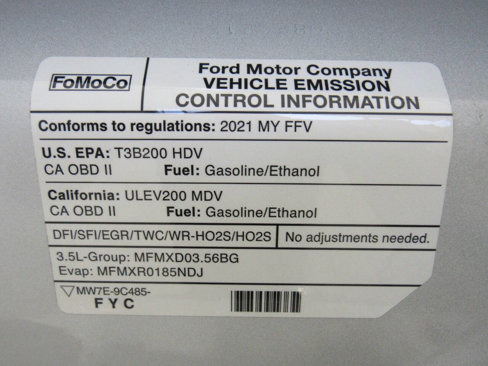 FoMoCo
Ford Motor Company
VEHICLE EMISSION
CONTROL INFORMATION
Conforms to regulations: 2021 MY FFV
U.S. EPA: T3B200 HDV
CA OBD II Fuel: Gasoline/Ethanol
California: ULEV200 MDV
CA OBD II Fuel: Gasoline/Ethanol
DFI/SFI/EGR/TWC/WR-HO2S/HO2S No adjustments needed.
3.5L-Group: MFMXD03.56BG
Evap: MFMXR0185NDJ
MW7E-9C485-
FYC